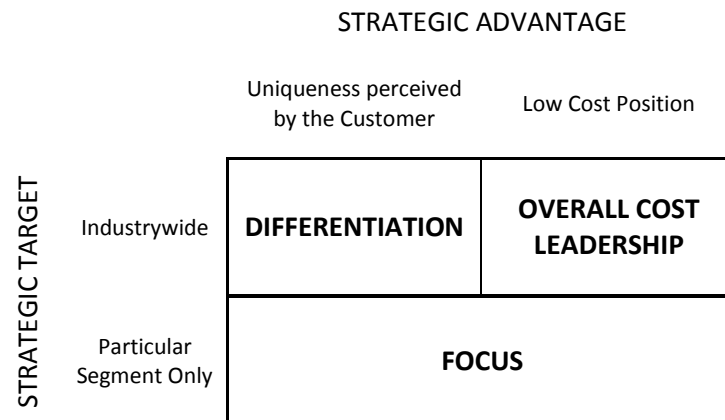 STRATEGIC ADVANTAGE
Uniqueness perceived
by the Customer
Low Cost Position
STRATEGIC TARGET
Industrywide
DIFFERENTIATION
OVERALL COST
LEADERSHIP
Particular
Segment Only
FOCUS